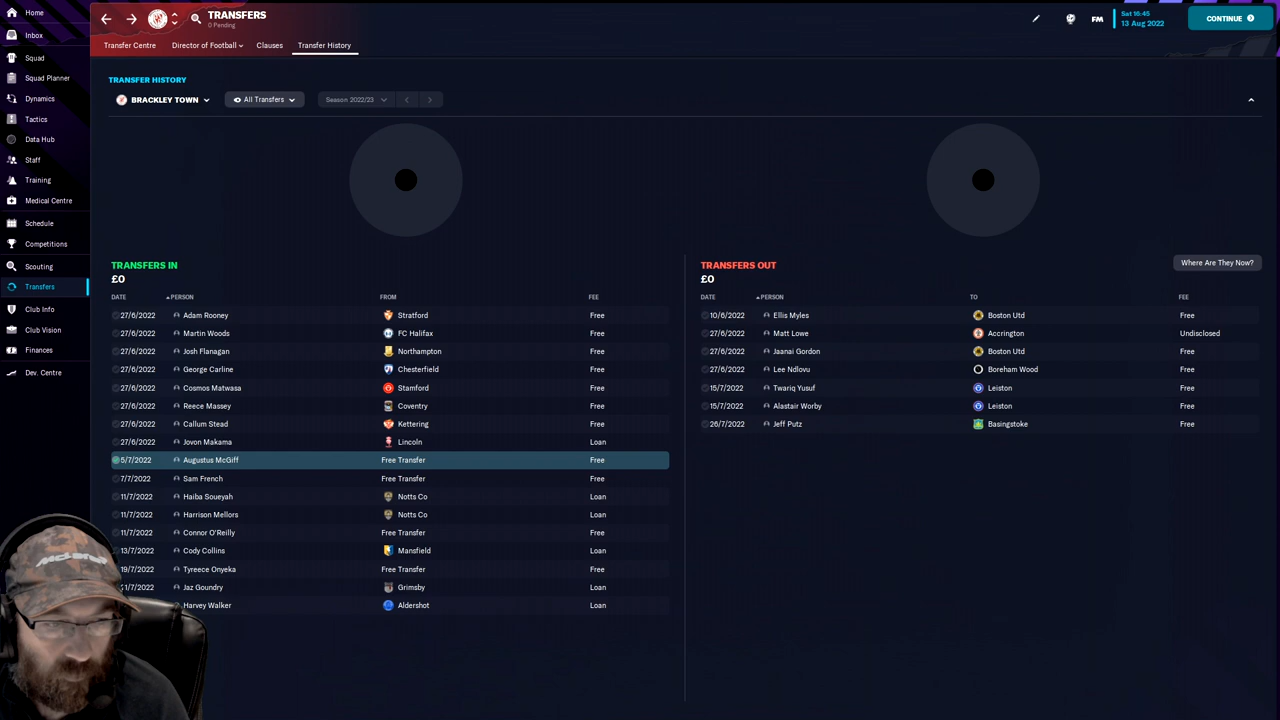 Home
Inbox
Squad
Squad Planner
Dynamics
Tactics
Data Hub
Staff
Training
Medical Centre
Schedule
Competitions
Scouting
Transfers
Club Info
Club Vision
Finances
Dev. Centre
TRANSFERS
0 Pending
FM
Sat 16:45
13 Aug 2022
CONTINUE
Transfer Centre Director of Football Clauses Transfer History
TRANSFER HISTORY
BRACKLEY TOWN All Transfers Season 2022/23
TRANSFERS IN
£0
DATE PERSON FROM FEE
27/6/2022 Adam Rooney Stratford Free
27/6/2022 Martin Woods FC Halifax Free
27/6/2022 Josh Flanagan Northampton Free
27/6/2022 George Carline Chesterfield Free
27/6/2022 Cosmos Matwasa Stamford Free
27/6/2022 Reece Massey Coventry Free
27/6/2022 Callum Stead Kettering Free
27/6/2022 Jovon Makama Lincoln Loan
5/7/2022 Augustus McGiff Free Transfer Free
7/7/2022 Sam French Free Transfer Free
11/7/2022 Haiba Soueyah Notts Co Loan
11/7/2022 Harrison Mellors Notts Co Loan
11/7/2022 Connor O'Reilly Free Transfer Free
13/7/2022 Cody Collins Mansfield Loan
19/7/2022 Tyreece Onyeka Free Transfer Free
1/7/2022 Jaz Goundry Grimsby Loan
Harvey Walker Aldershot Loan
TRANSFERS OUT
£0
Where Are They Now?
DATE PERSON TO FEE
10/6/2022 Ellis Myles Boston Utd Free
27/6/2022 Matt Lowe Accrington Undisclosed
27/6/2022 Jaanai Gordon Boston Utd Free
27/6/2022 Lee Ndlovu Boreham Wood Free
15/7/2022 Twariq Yusuf Leiston Free
15/7/2022 Alastair Worby Leiston Free
26/7/2022 Jeff Putz Basingstoke Free